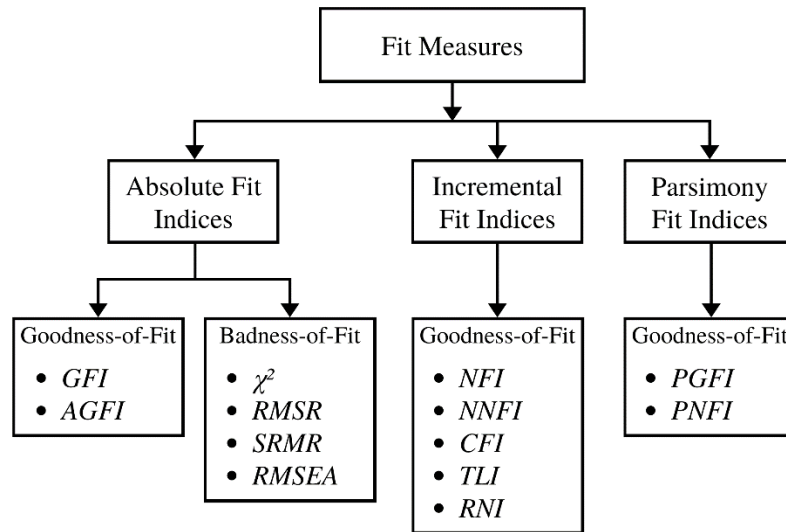 Fit Measures
Absolute Fit
Indices
Incremental
Fit Indices
Parsimony
Fit Indices
Goodness-of-Fit
• GFI
• AGFI
Badness-of-Fit
• χ²
• RMSR
• SRMR
• RMSEA
Goodness-of-Fit
• NFI
• NNFI
• CFI
• TLI
• RNI
Goodness-of-Fit
• PGFI
• PNFI